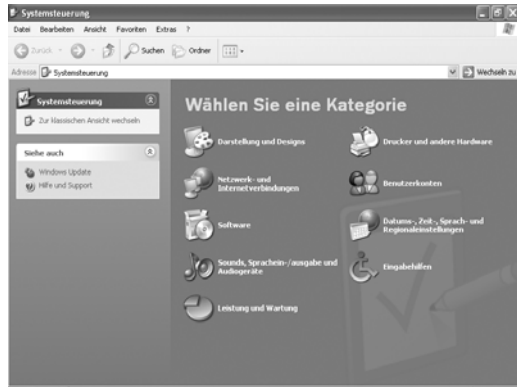 Systemsteuerung
Datei Bearbeiten Ansicht Favoriten Extras ?
Zurück Suchen Ordner
Adresse Systemsteuerung Wechseln zu
Systemsteuerung
Zur klassischen Ansicht wechseln
Siehe auch
Windows Update
Hilfe und Support
Wählen Sie eine Kategorie
Darstellung und Designs
Drucker und andere Hardware
Netzwerk- und
Internetverbindungen
Benutzerkonten
Software
Datums-, Zeit-, Sprach- und
Regionaleinstellungen
Sounds, Sprachein-/ausgabe und
Audiogeräte
Eingabehilfen
Leistung und Wartung